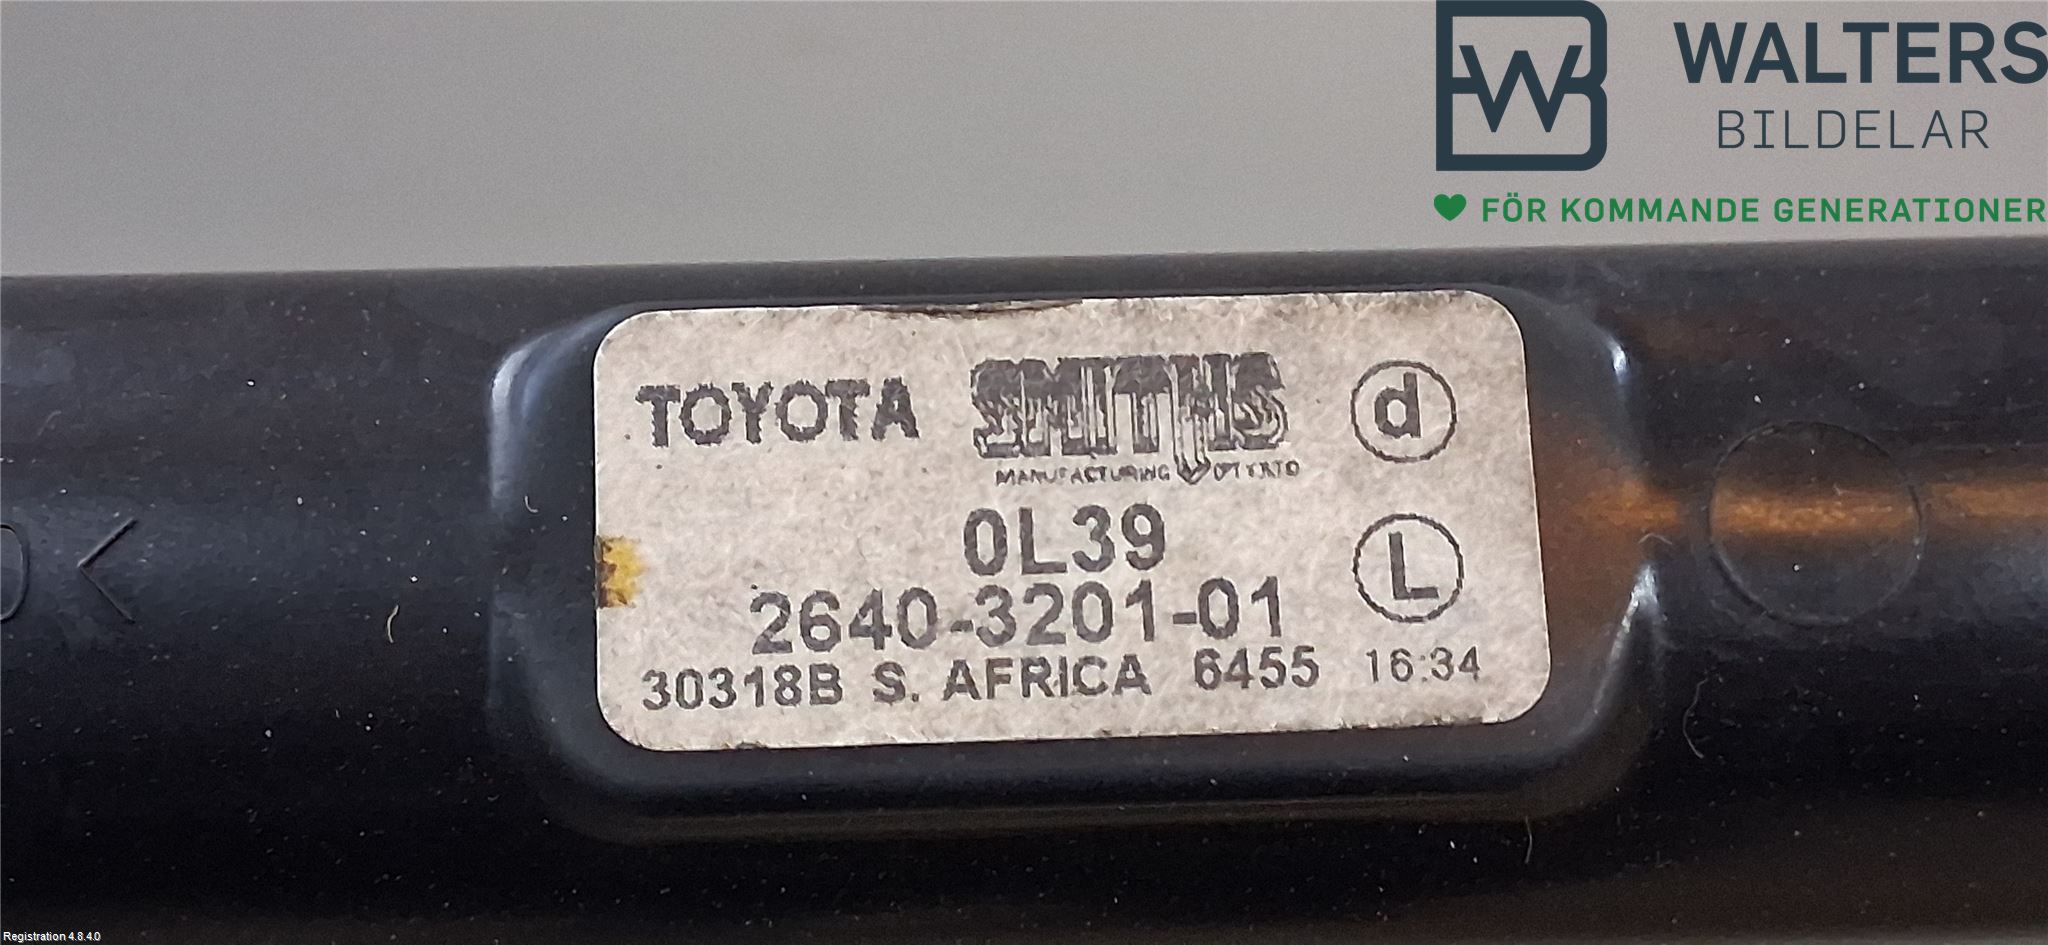 WALTERS
BILDELAR
FÖR KOMMANDE GENERATIONER
TOYOTA SMITHS d
MANUFACTURING
0L39 L
2640-3201-01
30318B S. AFRICA 6455 16:34
Registration 4.8.4.0